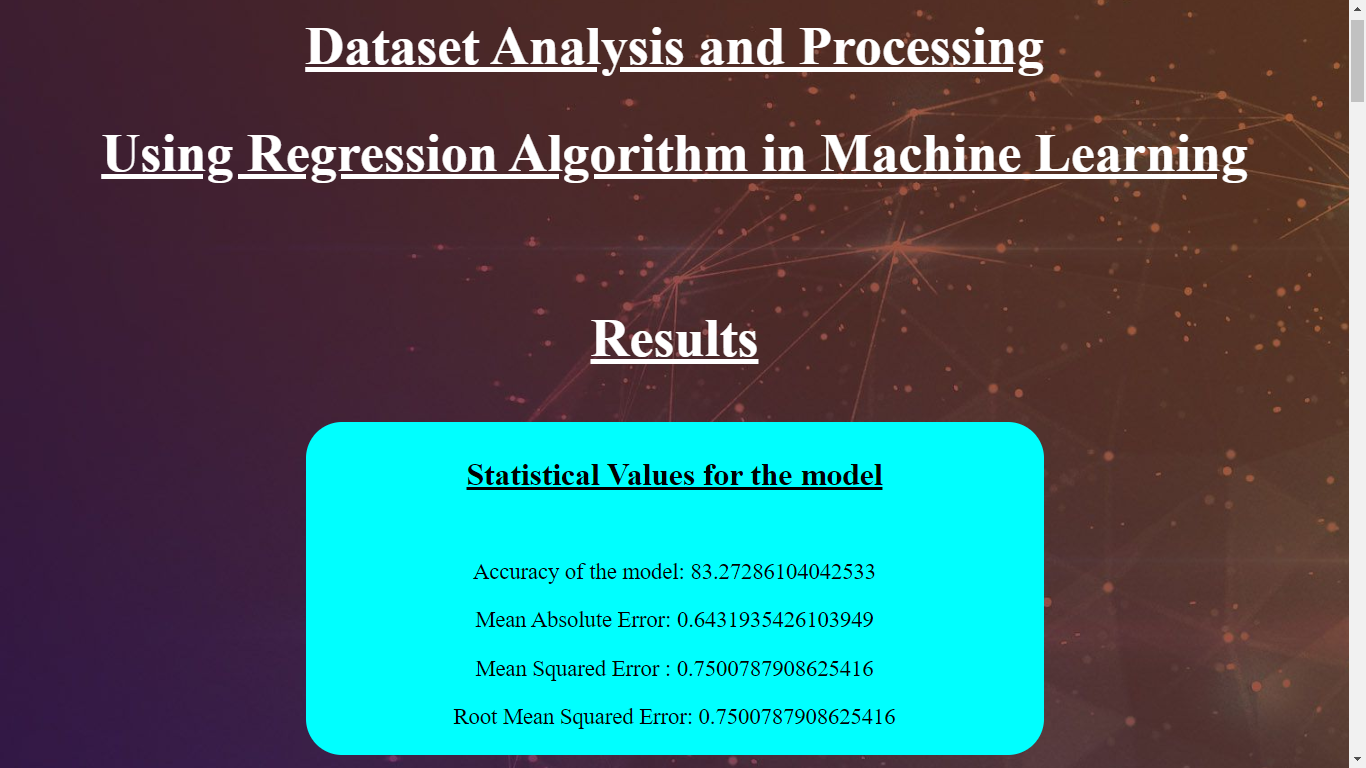 Dataset Analysis and Processing
Using Regression Algorithm in Machine Learning
Results
Statistical Values for the model
Accuracy of the model: 83.27286104042533
Mean Absolute Error: 0.6431935426103949
Mean Squared Error : 0.7500787908625416
Root Mean Squared Error: 0.7500787908625416